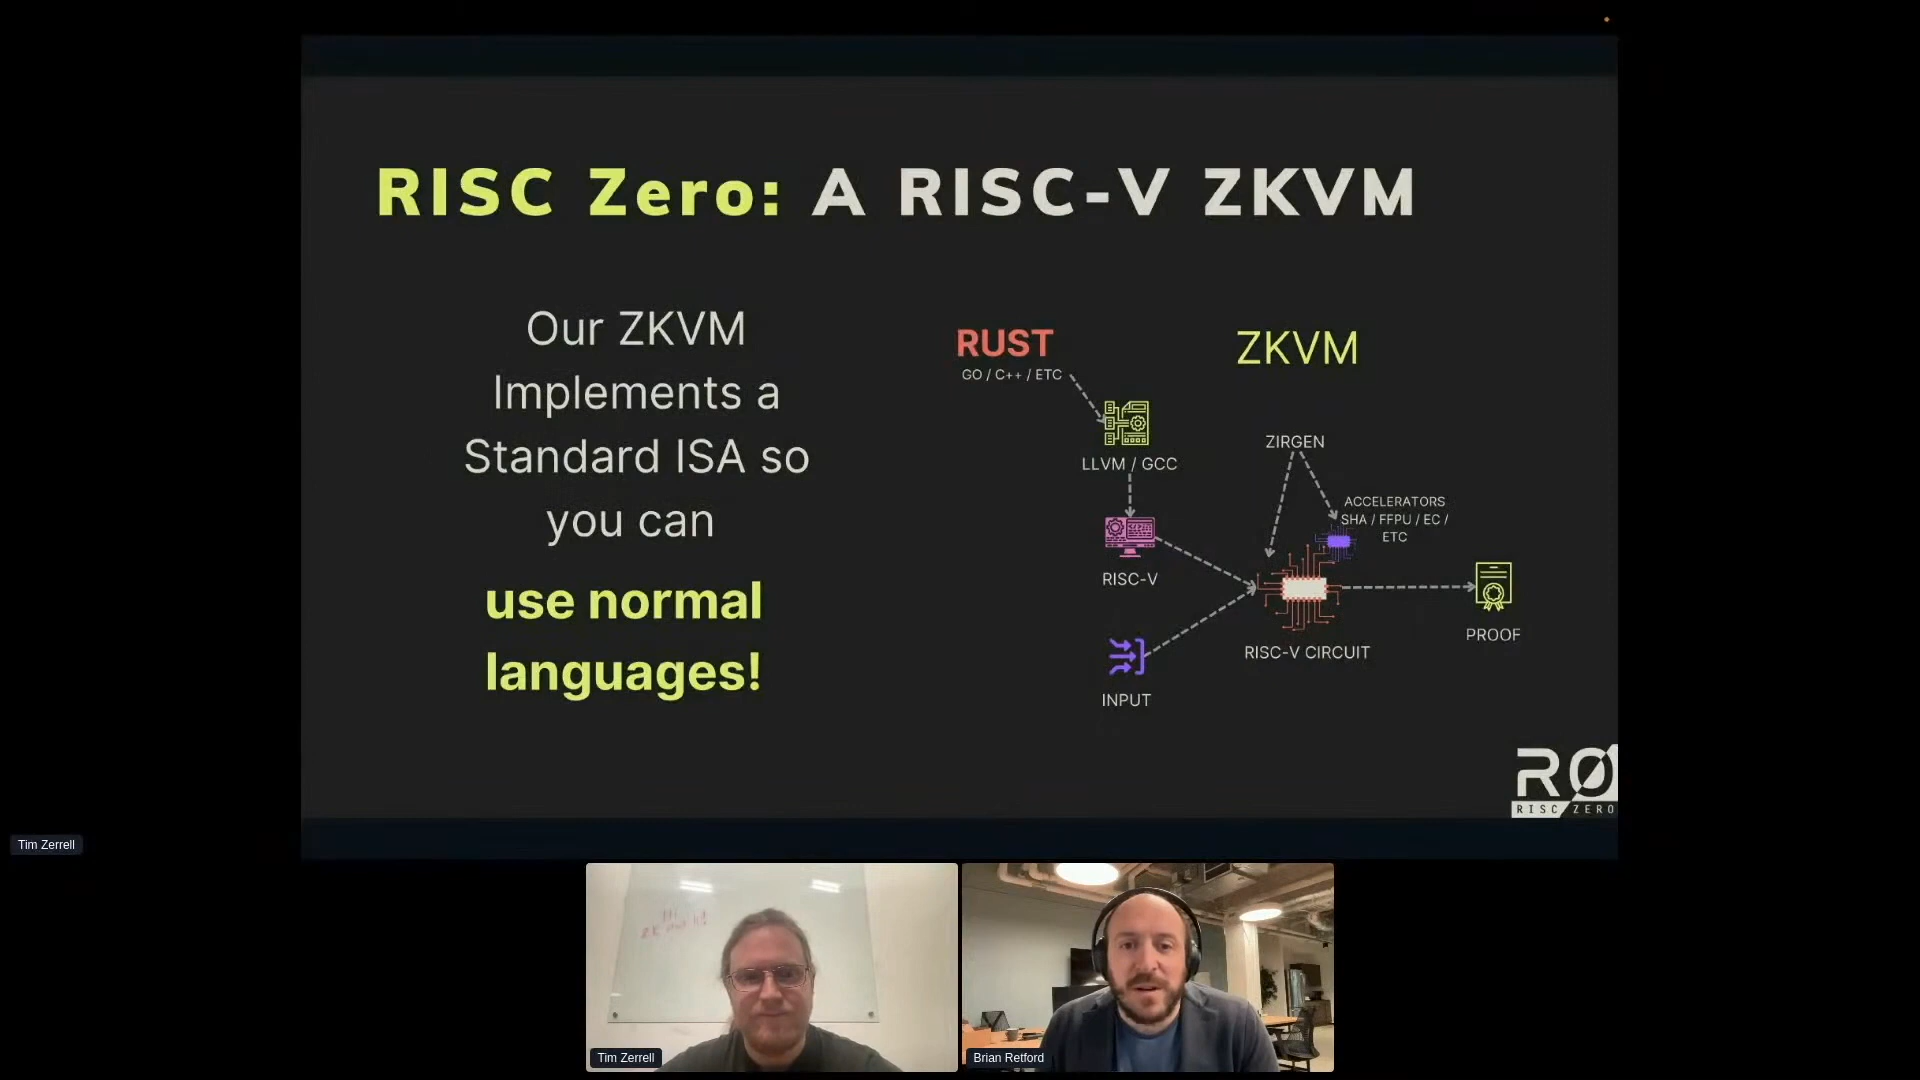 RISC Zero: A RISC-V ZKVM
Our ZKVM
Implements a
Standard ISA so
you can
use normal
languages!
RUST
GO / C++ / ETC
ZKVM
LLVM / GCC
ZIRGEN
ACCELERATORS
SHA / FFPU / EC /
ETC
RISC-V
RISC-V CIRCUIT
PROOF
INPUT
RØ
RISC ZERO
Tim Zerrell
Tim Zerrell
Brian Retford